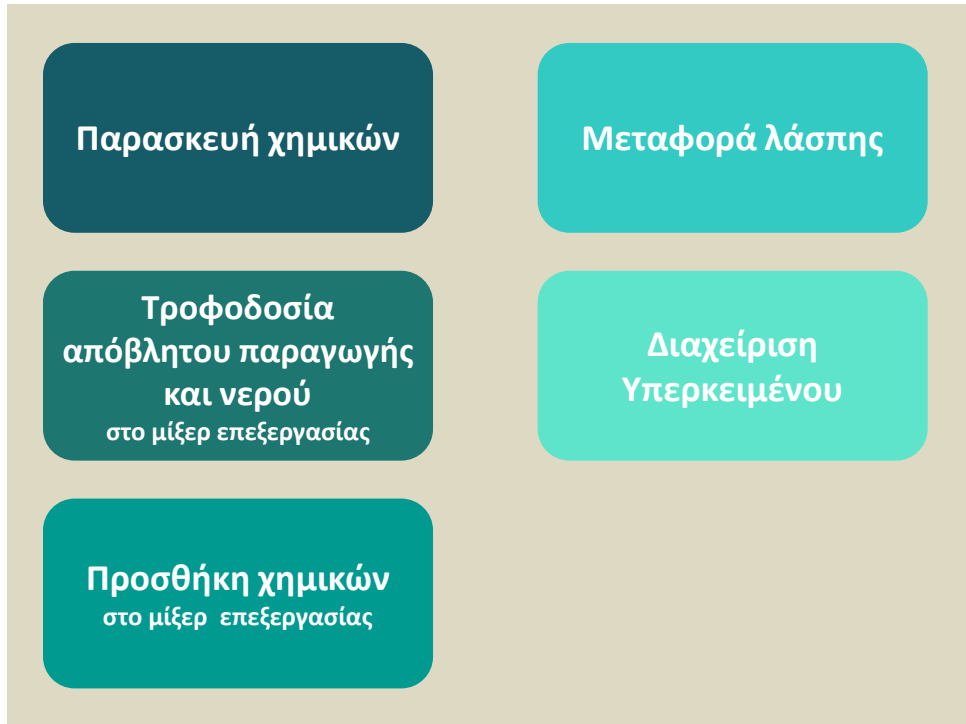 Παρασκευή χημικών
Τροφοδοσία
απόβλητου παραγωγής
και νερού
στο μίξερ επεξεργασίας
Προσθήκη χημικών
στο μίξερ  επεξεργασίας
Μεταφορά λάσπης
Διαχείριση
Υπερκειμένου